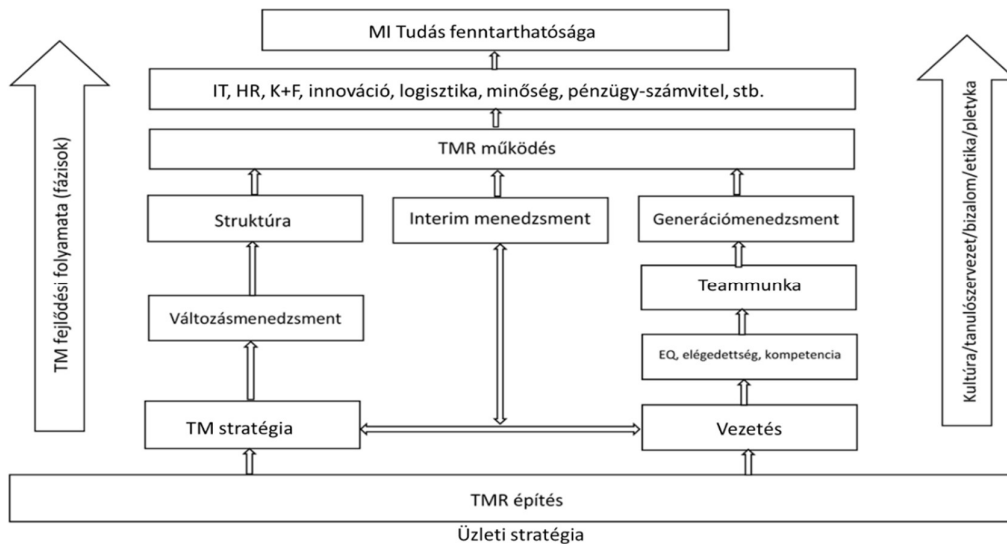 MI Tudás fenntarthatósága
IT, HR, K+F, innováció, logisztika, minőség, pénzügy-számvitel, stb.
TMR működés
Struktúra
Interim menedzsment
Generációmenedzsment
Teammunka
Változásmenedzsment
EQ, elégedettség, kompetencia
TM stratégia
Vezetés
TMR építés
Üzleti stratégia
TM fejlődési folyamata (fázisok)
Kultúra/tanulószervezet/bizalom/etika/pletyka